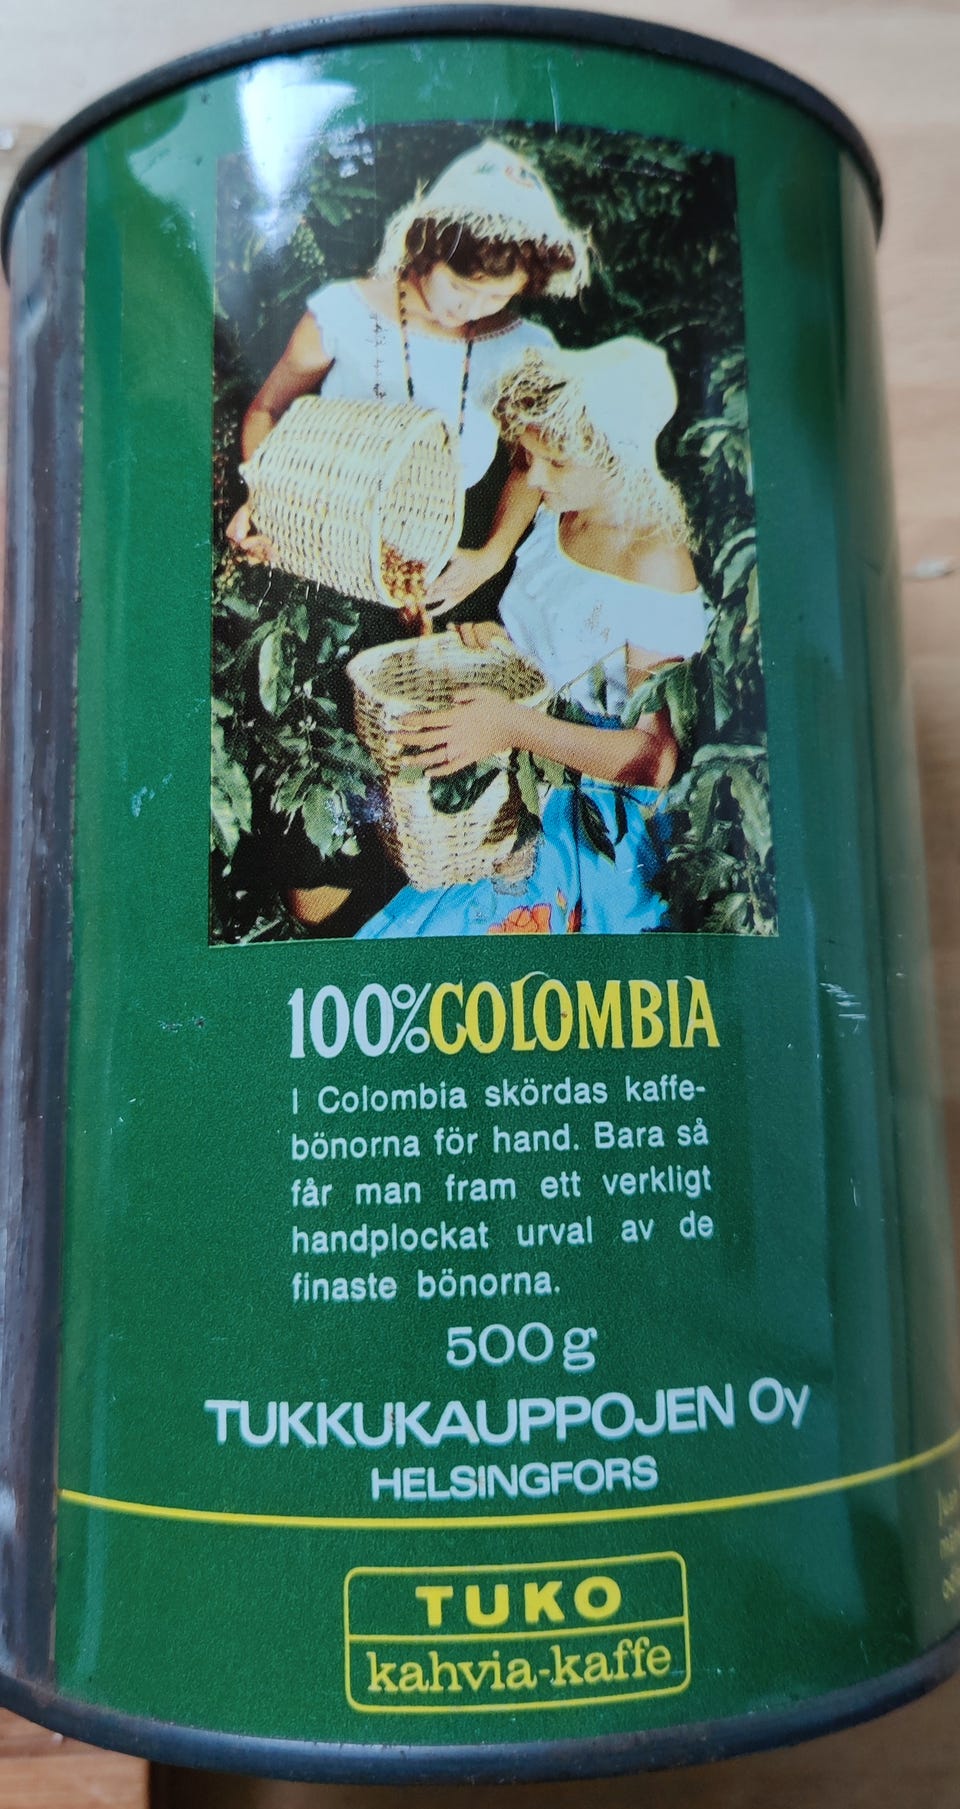 100% COLOMBIA
I Colombia skördas kaffe-
bönorna för hand. Bara så
får man fram ett verkligt
handplockat urval av de
finaste bönorna.
500 g
TUKKUKAUPPOJEN Oy
HELSINGFORS
TUKO
kahvia-kaffe